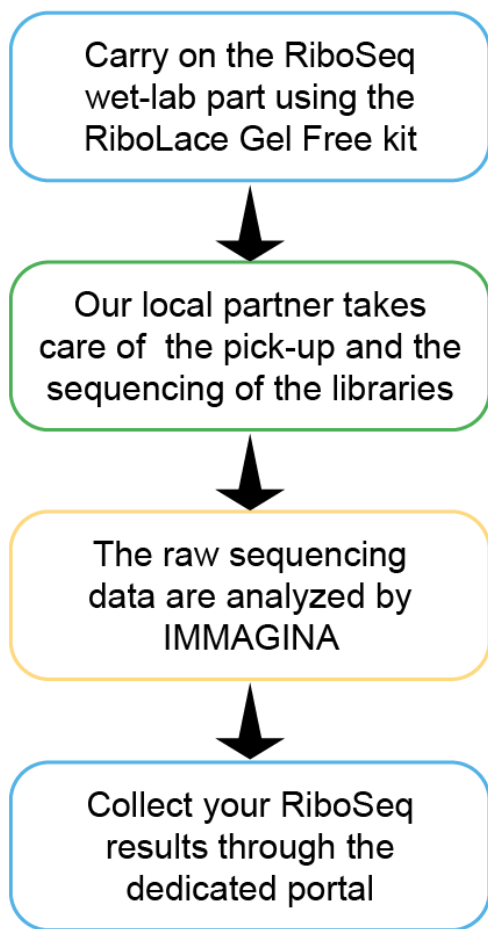 Carry on the RiboSeq
wet-lab part using the
RiboLace Gel Free kit
Our local partner takes
care of  the pick-up and the
sequencing of the libraries
The raw sequencing
data are analyzed by
IMMAGINA
Collect your RiboSeq
results through the
dedicated portal